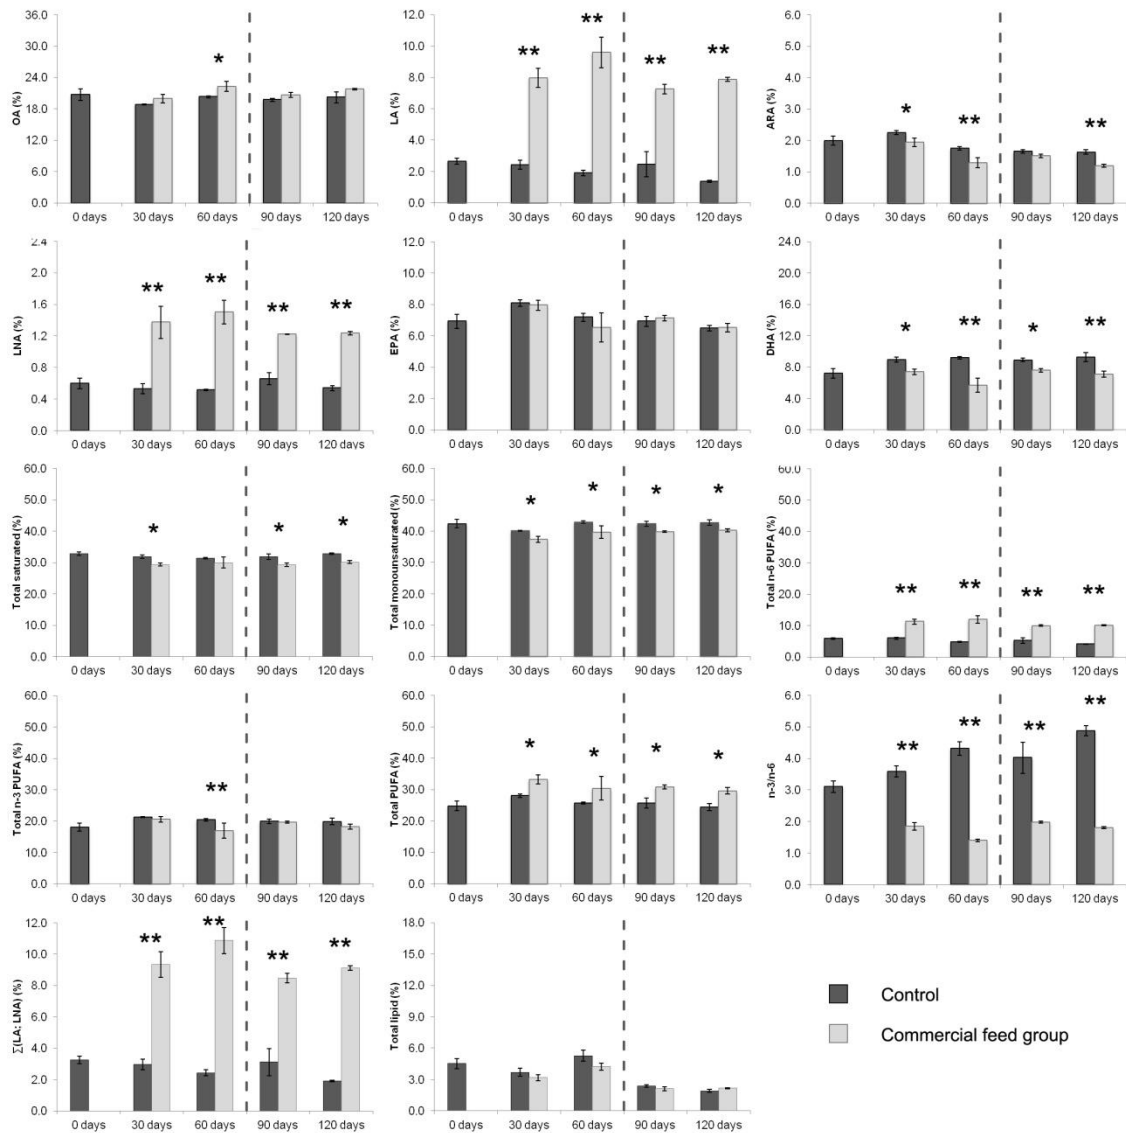 OA (%)
36.0
30.0
24.0
18.0
12.0
6.0
0.0
*
0 days 30 days 60 days 90 days 120 days
LA (%)
12.0
10.0
8.0
6.0
4.0
2.0
0.0
** ** ** **
0 days 30 days 60 days 90 days 120 days
ARA (%)
6.0
5.0
4.0
3.0
2.0
1.0
0.0
* ** **
0 days 30 days 60 days 90 days 120 days
LNA (%)
2.4
2.0
1.6
1.2
0.8
0.4
0.0
** ** ** **
0 days 30 days 60 days 90 days 120 days
EPA (%)
12.0
10.0
8.0
6.0
4.0
2.0
0.0
0 days 30 days 60 days 90 days 120 days
DHA (%)
24.0
20.0
16.0
12.0
8.0
4.0
0.0
* ** * **
0 days 30 days 60 days 90 days 120 days
Total saturated (%)
60.0
50.0
40.0
30.0
20.0
10.0
0.0
* * *
0 days 30 days 60 days 90 days 120 days
Total monounsaturated (%)
60.0
50.0
40.0
30.0
20.0
10.0
0.0
* * * *
0 days 30 days 60 days 90 days 120 days
Total n-6 PUFA (%)
60.0
50.0
40.0
30.0
20.0
10.0
0.0
** ** ** **
0 days 30 days 60 days 90 days 120 days
Total n-3 PUFA (%)
60.0
50.0
40.0
30.0
20.0
10.0
0.0
**
0 days 30 days 60 days 90 days 120 days
Total PUFA (%)
60.0
50.0
40.0
30.0
20.0
10.0
0.0
* * * *
0 days 30 days 60 days 90 days 120 days
n-3/n-6
6.0
5.0
4.0
3.0
2.0
1.0
0.0
** ** ** **
0 days 30 days 60 days 90 days 120 days
∑(LA: LNA) (%)
12.0
10.0
8.0
6.0
4.0
2.0
0.0
** ** ** **
0 days 30 days 60 days 90 days 120 days
Total lipid (%)
18.0
15.0
12.0
9.0
6.0
3.0
0.0
0 days 30 days 60 days 90 days 120 days
Control
Commercial feed group